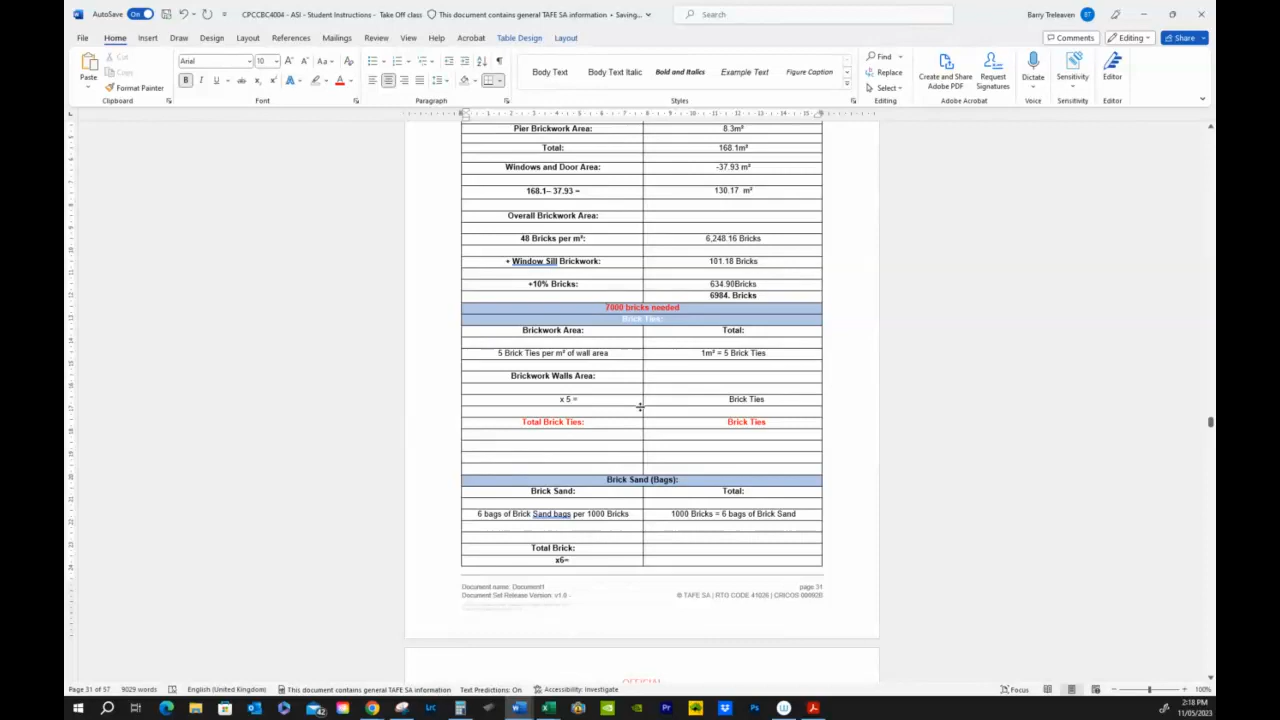 AutoSave On CPCCBC4004 - ASI - Student Instructions - Take Off class This document contains general TAFE SA information • Saving... Search Barry Treleaven BT
File Home Insert Draw Design Layout References Mailings Review View Help Acrobat Table Design Layout Comments Editing Share
Paste Cut Copy Format Painter Arial 10 Body Text Body Text Italic Bold and Italics Example Text Figure Caption Find Replace Select Create and Share Adobe PDF Request Signatures Dictate Sensitivity Editor
Clipboard Font Paragraph Styles Editing Adobe Acrobat Voice Sensitivity Editor
Pier Brickwork Area: 8.3m²
Total: 168.1m²
Windows and Door Area: -37.93 m²
168.1– 37.93 = 130.17 m²
Overall Brickwork Area:
48 Bricks per m²: 6,248.16 Bricks
+ Window Sill Brickwork: 101.18 Bricks
+10% Bricks: 634.90Bricks
6984. Bricks
7000 bricks needed
Brick Ties:
Brickwork Area: Total:
5 Brick Ties per m² of wall area 1m² = 5 Brick Ties
Brickwork Walls Area:
x 5 = Brick Ties
Total Brick Ties: Brick Ties
Brick Sand (Bags):
Brick Sand: Total:
6 bags of Brick Sand bags per 1000 Bricks 1000 Bricks = 6 bags of Brick Sand
Total Brick:
x6=
Document name: Document1 page 31
Document Set Release Version: v1.0 - © TAFE SA | RTO CODE 41026 | CRICOS 00092B
OFFICIAL
Page 31 of 57 9029 words English (United Kingdom) This document contains general TAFE SA information Text Predictions: On Accessibility: Investigate Focus 100%
2:18 PM
11/05/2023